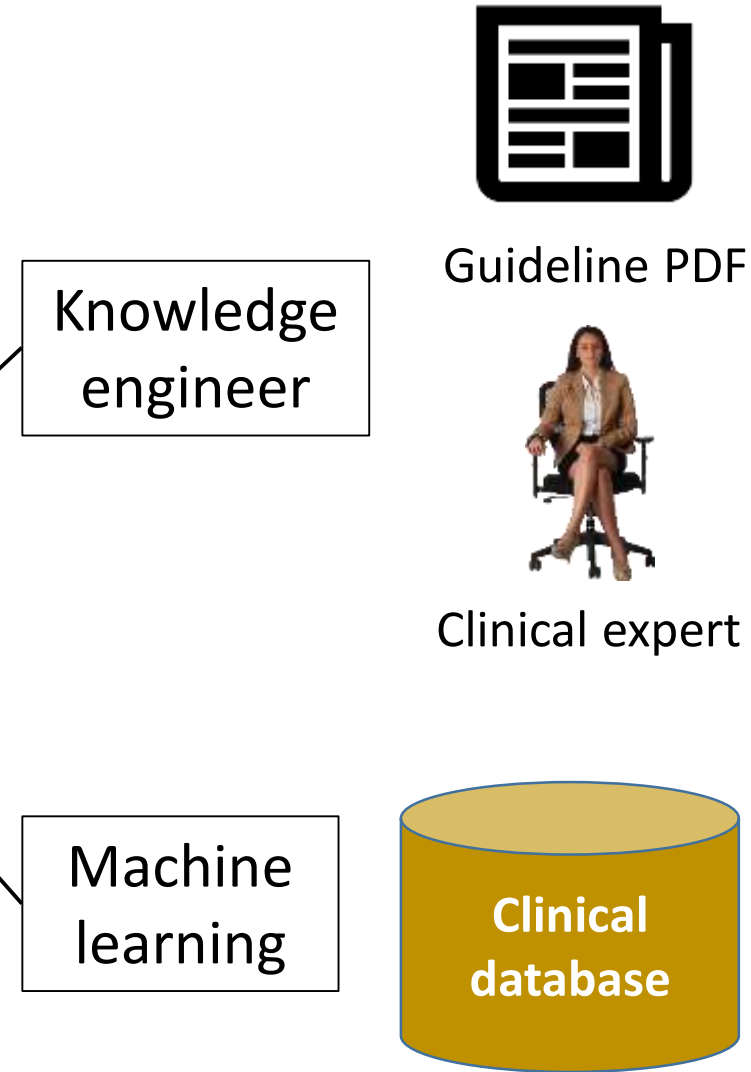 Guideline PDF
Knowledge
engineer
Clinical expert
Machine
learning
Clinical
database